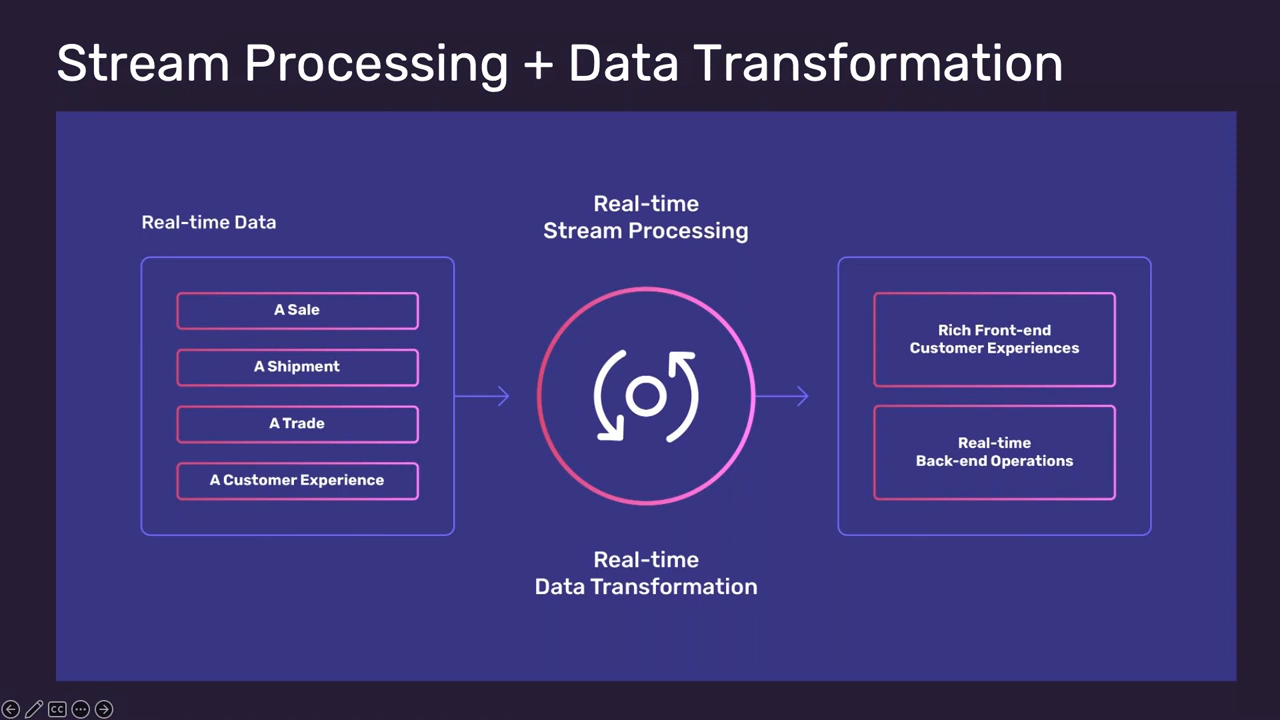 Stream Processing + Data Transformation
Real-time Data
A Sale
A Shipment
A Trade
A Customer Experience
Real-time
Stream Processing
Real-time
Data Transformation
Rich Front-end
Customer Experiences
Real-time
Back-end Operations
CC